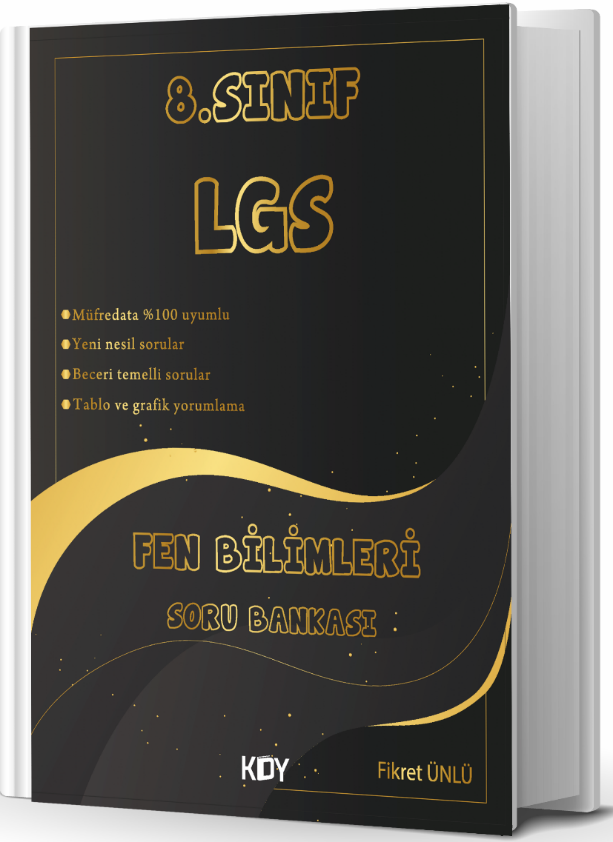 8.SINIF
LGS
Müfredata %100 uyumlu
Yeni nesil sorular
Beceri temelli sorular
Tablo ve grafik yorumlama
FEN BİLİMLERİ
SORU BANKASI
KDY
Fikret ÜNLÜ